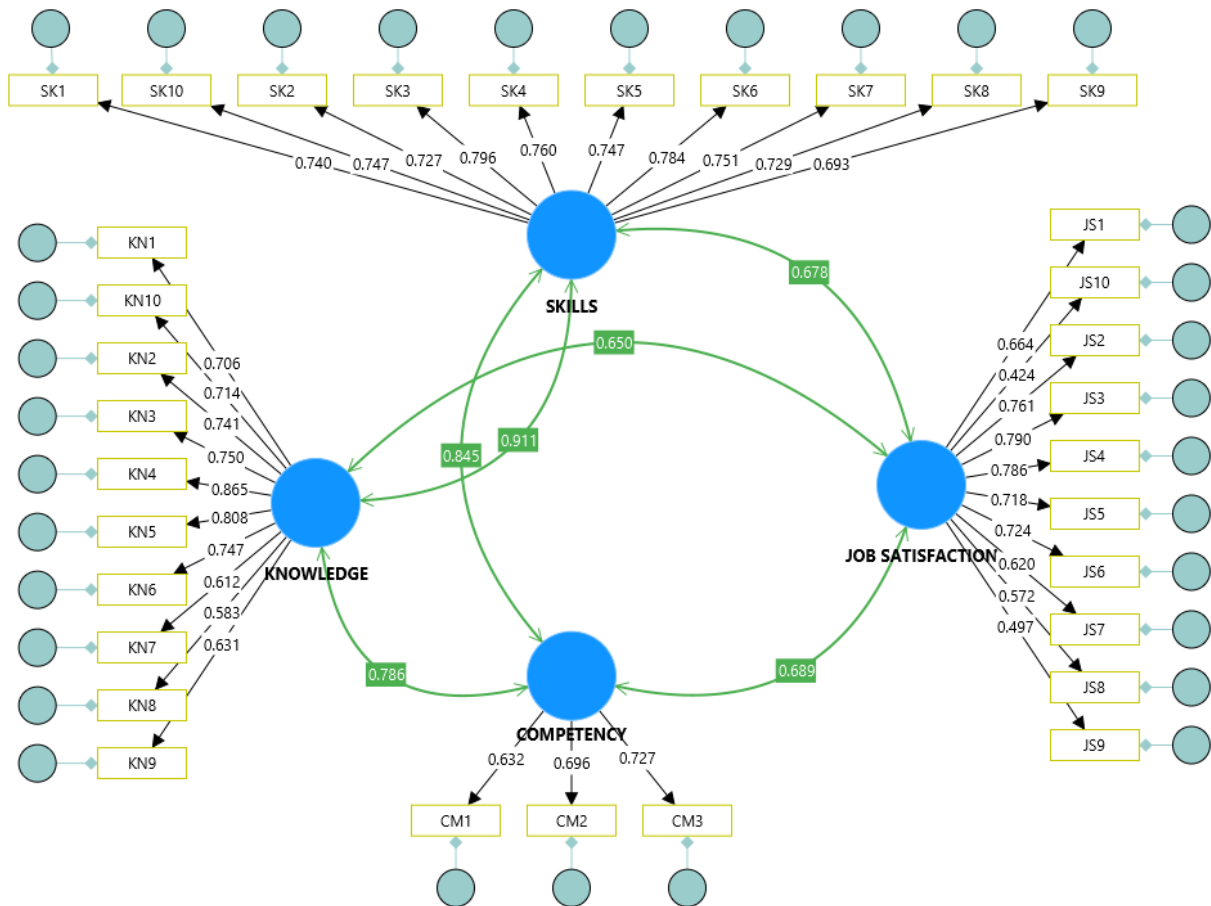 SK1 SK10 SK2 SK3 SK4 SK5 SK6 SK7 SK8 SK9
0.740 0.747 0.727 0.796 0.760 0.747 0.784 0.751 0.729 0.693
SKILLS
KN1
KN10
KN2
KN3
KN4
KN5
KN6
KN7
KN8
KN9
0.706
0.714
0.741
0.750
0.865
0.808
0.747
0.612
0.583
0.631
KNOWLEDGE
0.678
0.650
0.911
0.845
0.786
0.689
JS1
JS10
JS2
JS3
JS4
JS5
JS6
JS7
JS8
JS9
0.664
0.424
0.761
0.790
0.786
0.718
0.724
0.620
0.572
0.497
JOB SATISFACTION
COMPETENCY
0.632 0.696 0.727
CM1 CM2 CM3